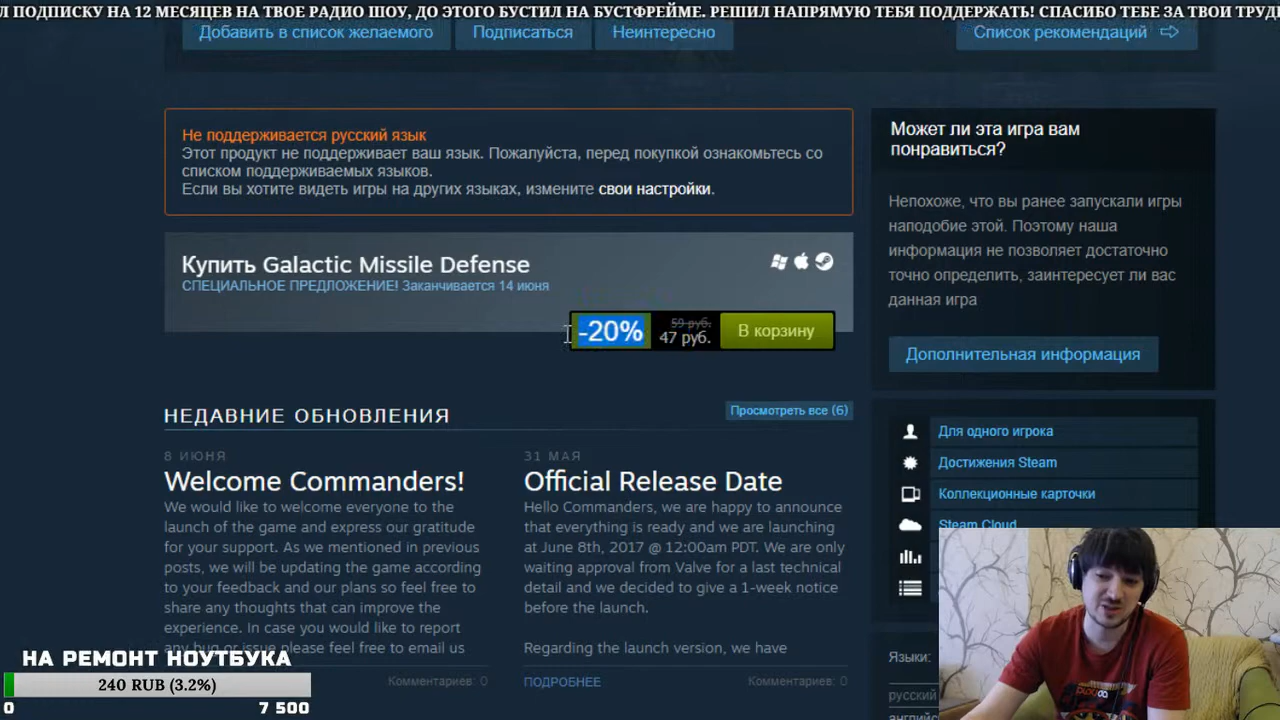 Л ПОДПИСКУ НА 12 МЕСЯЦЕВ НА ТВОЕ РАДИО ШОУ, ДО ЭТОГО БУСТИЛ НА БУСТФРЕЙМЕ. РЕШИЛ НАПРЯМУЮ ТЕБЯ ПОДДЕРЖАТЬ! СПАСИБО ТЕБЕ ЗА ТВОИ
Добавить в список желаемого
Подписаться
Неинтересно
Список рекомендаций
Не поддерживается русский язык
Этот продукт не поддерживает ваш язык. Пожалуйста, перед покупкой ознакомьтесь со
списком поддерживаемых языков.
Если вы хотите видеть игры на других языках, измените свои настройки.
Может ли эта игра вам
понравиться?
Непохоже, что вы ранее запускали игры
наподобие этой. Поэтому наша
информация не позволяет достаточно
точно определить, заинтересует ли вас
данная игра
Дополнительная информация
Купить Galactic Missile Defense
СПЕЦИАЛЬНОЕ ПРЕДЛОЖЕНИЕ! Заканчивается 14 июня
-20%
59 руб.
47 руб.
В корзину
НЕДАВНИЕ ОБНОВЛЕНИЯ
Просмотреть все (6)
8 ИЮНЯ
Welcome Commanders!
We would like to welcome everyone to the
launch of the game and express our gratitude
for your support. As we mentioned in previous
posts, we will be updating the game according
to your feedback and our plans so feel free to
share any thoughts that can improve the
experience. In case you would like to report
any bug or issue please feel free to email us
Комментариев: 0
31 МАЯ
Official Release Date
Hello Commanders, we are happy to announce
that everything is ready and we are launching
at June 8th, 2017 @ 12:00am PDT. We are only
waiting approval from Valve for a last technical
detail and we decided to give a 1-week notice
before the launch.
Regarding the launch version, we have
ПОДРОБНЕЕ
Комментариев: 0
Для одного игрока
Достижения Steam
Коллекционные карточки
Steam Cloud
Языки:
русский
НА РЕМОНТ НОУТБУКА
240 RUB (3.2%)
0
7 500